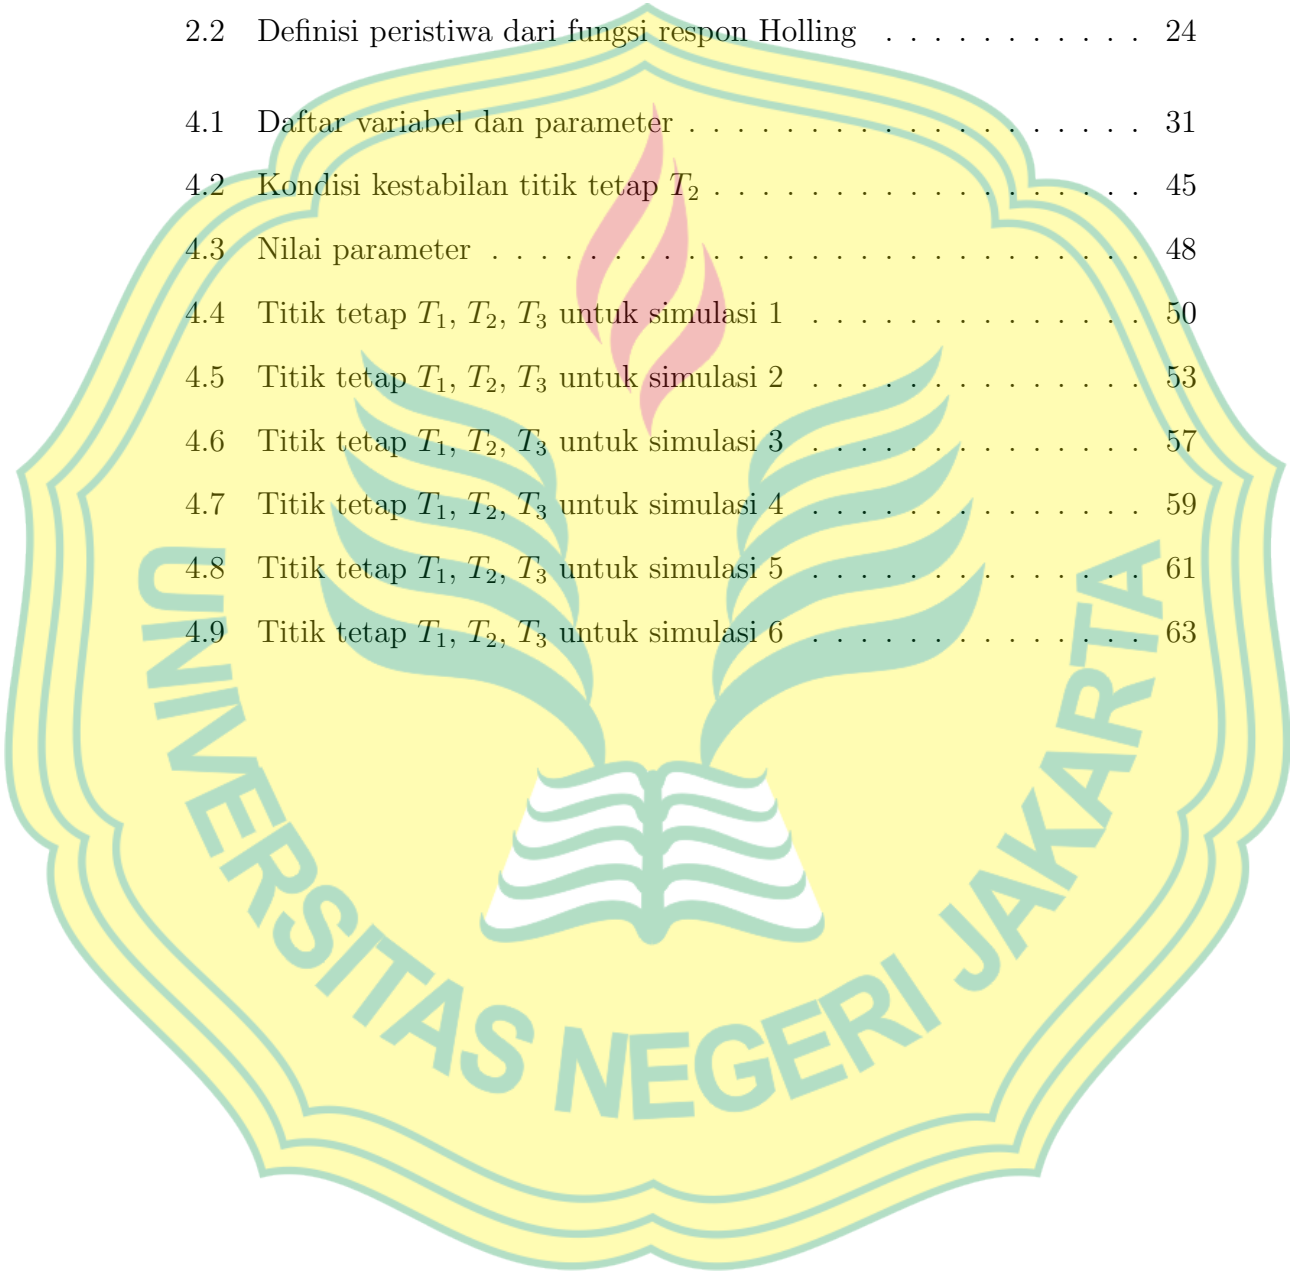 2.2 Definisi peristiwa dari fungsi respon Holling . . . . . . . . . . . 24
4.1 Daftar variabel dan parameter . . . . . . . . . . . . . . . . . . . 31
4.2 Kondisi kestabilan titik tetap T₂ . . . . . . . . . . . . . . . . . . 45
4.3 Nilai parameter . . . . . . . . . . . . . . . . . . . . . . . . . . . 48
4.4 Titik tetap T₁, T₂, T₃ untuk simulasi 1 . . . . . . . . . . . . . . 50
4.5 Titik tetap T₁, T₂, T₃ untuk simulasi 2 . . . . . . . . . . . . . . 53
4.6 Titik tetap T₁, T₂, T₃ untuk simulasi 3 . . . . . . . . . . . . . . 57
4.7 Titik tetap T₁, T₂, T₃ untuk simulasi 4 . . . . . . . . . . . . . . 59
4.8 Titik tetap T₁, T₂, T₃ untuk simulasi 5 . . . . . . . . . . . . . . 61
4.9 Titik tetap T₁, T₂, T₃ untuk simulasi 6 . . . . . . . . . . . . . . 63
UNIVERSITAS NEGERI JAKARTA